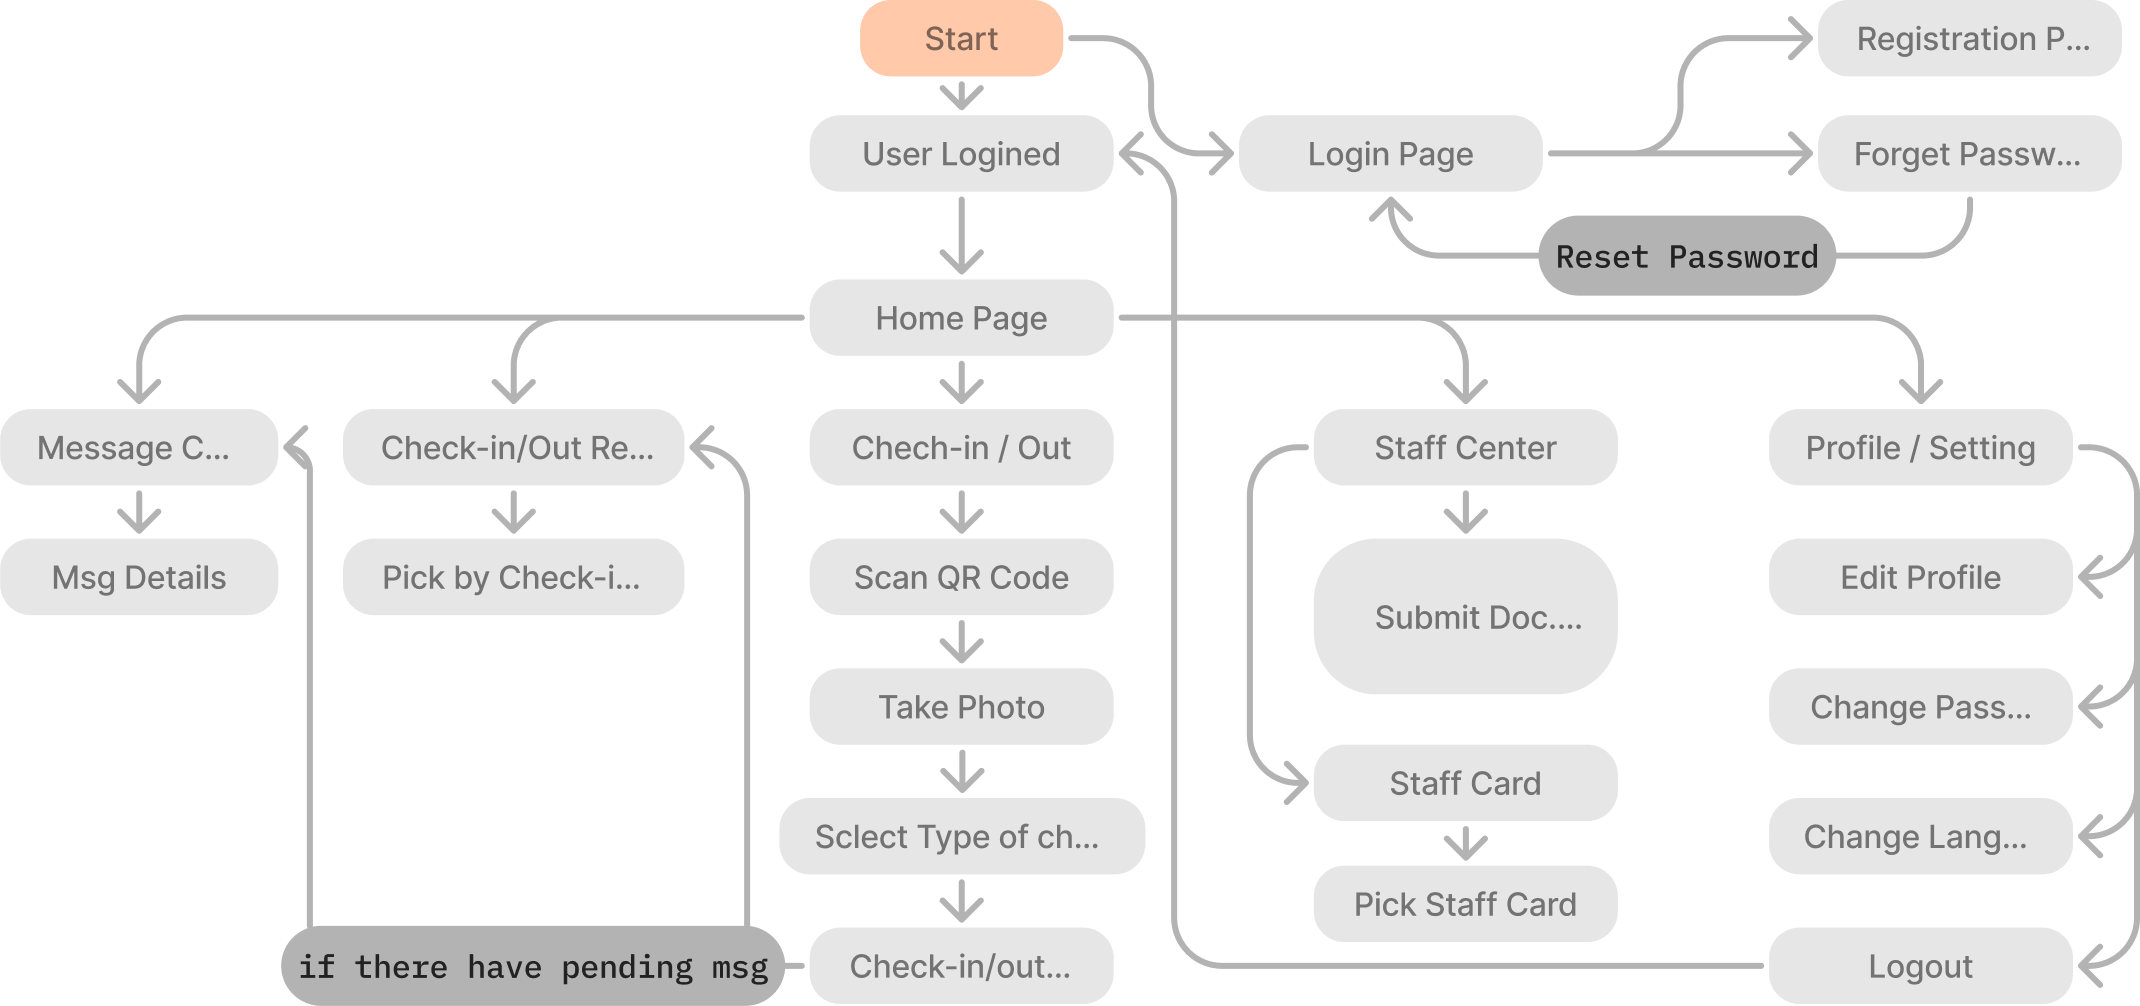 Start
Registration P...
User Logined
Login Page
Forget Passw...
Reset Password
Home Page
Message C...
Check-in/Out Re...
Chech-in / Out
Staff Center
Profile / Setting
Msg Details
Pick by Check-i...
Scan QR Code
Submit Doc....
Edit Profile
Take Photo
Change Pass...
Staff Card
Sclect Type of ch...
Change Lang...
Pick Staff Card
if there have pending msg
Check-in/out...
Logout